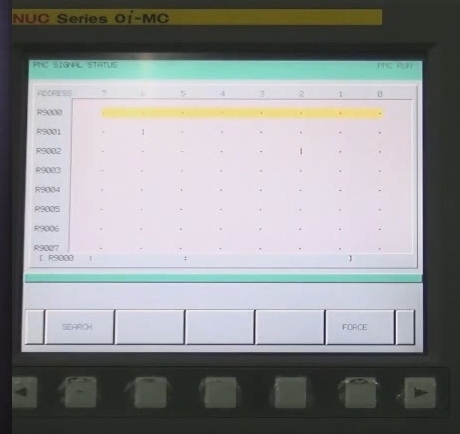 NUC Series 0i-MC
PMC SIGNAL STATUS PMC RUN
ADDRESS 7 6 5 4 3 2 1 0
R9000 . . . . . . . .
R9001 . | . . . . . .
R9002 . . . . . | . .
R9003 . . . . . . . .
R9004 . . . . . . . .
R9005 . . . . . . . .
R9006 . . . . . . . .
R9007 . . . . . . . .
[ R9000 : : ]
SEARCH FORCE